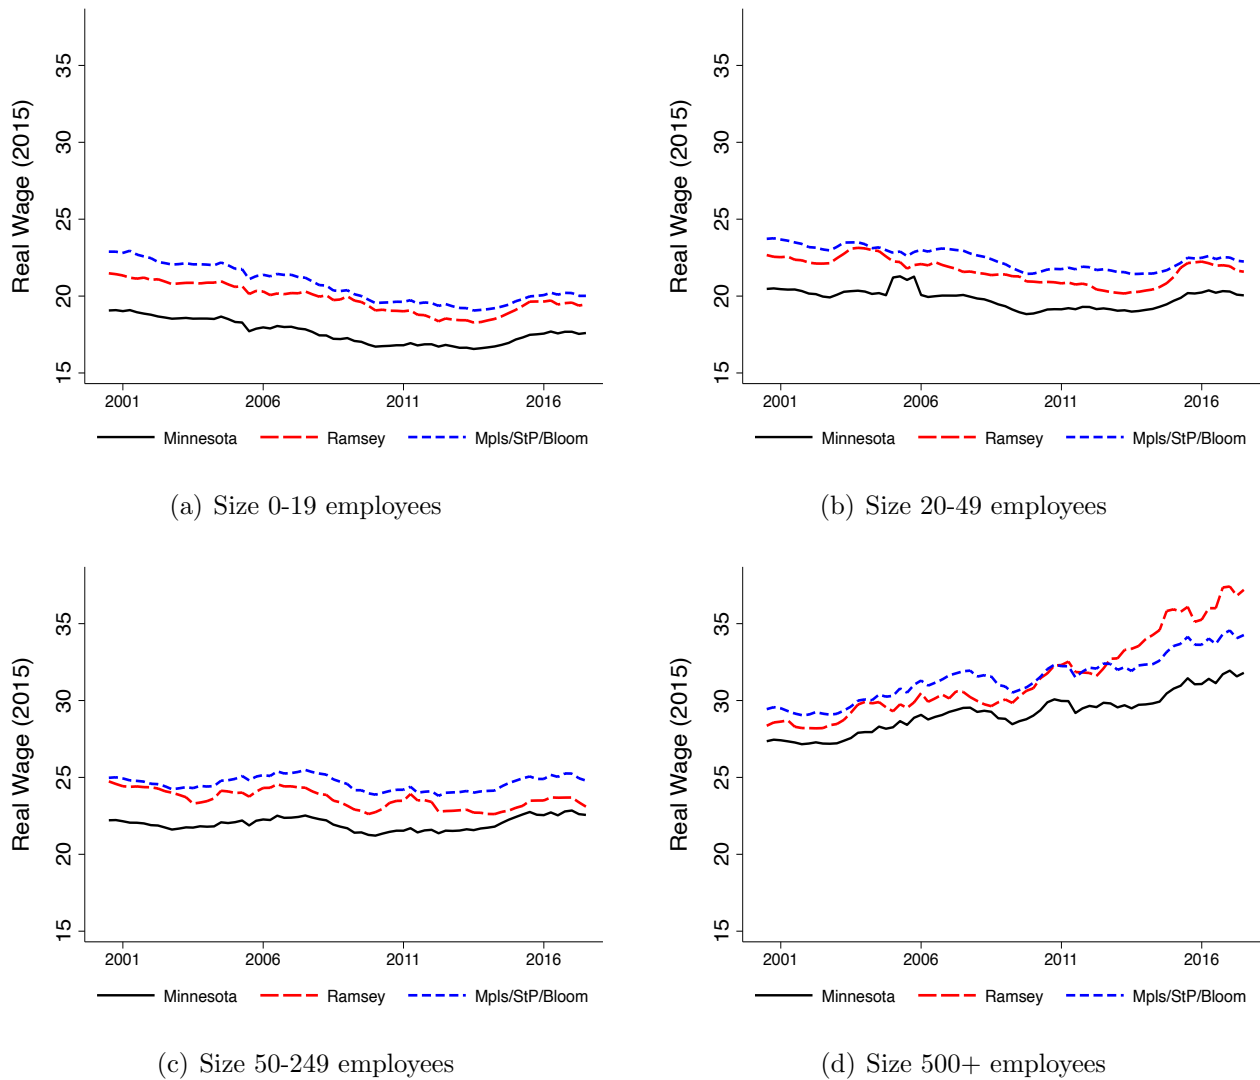 Real Wage (2015)
35
30
25
20
15
2001 2006 2011 2016
Minnesota Ramsey Mpls/StP/Bloom
(a) Size 0-19 employees
Real Wage (2015)
35
30
25
20
15
2001 2006 2011 2016
Minnesota Ramsey Mpls/StP/Bloom
(b) Size 20-49 employees
Real Wage (2015)
35
30
25
20
15
2001 2006 2011 2016
Minnesota Ramsey Mpls/StP/Bloom
(c) Size 50-249 employees
Real Wage (2015)
35
30
25
20
15
2001 2006 2011 2016
Minnesota Ramsey Mpls/StP/Bloom
(d) Size 500+ employees